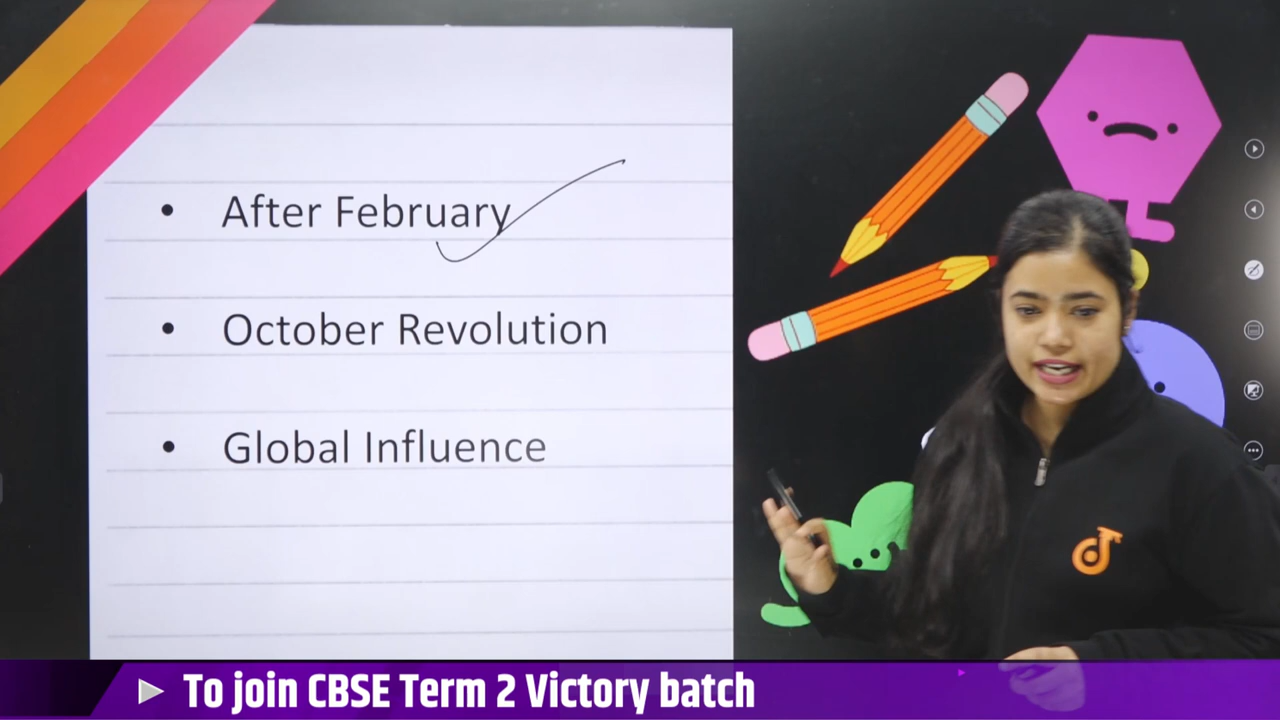 • After February
• October Revolution
• Global Influence
To join CBSE Term 2 Victory batch